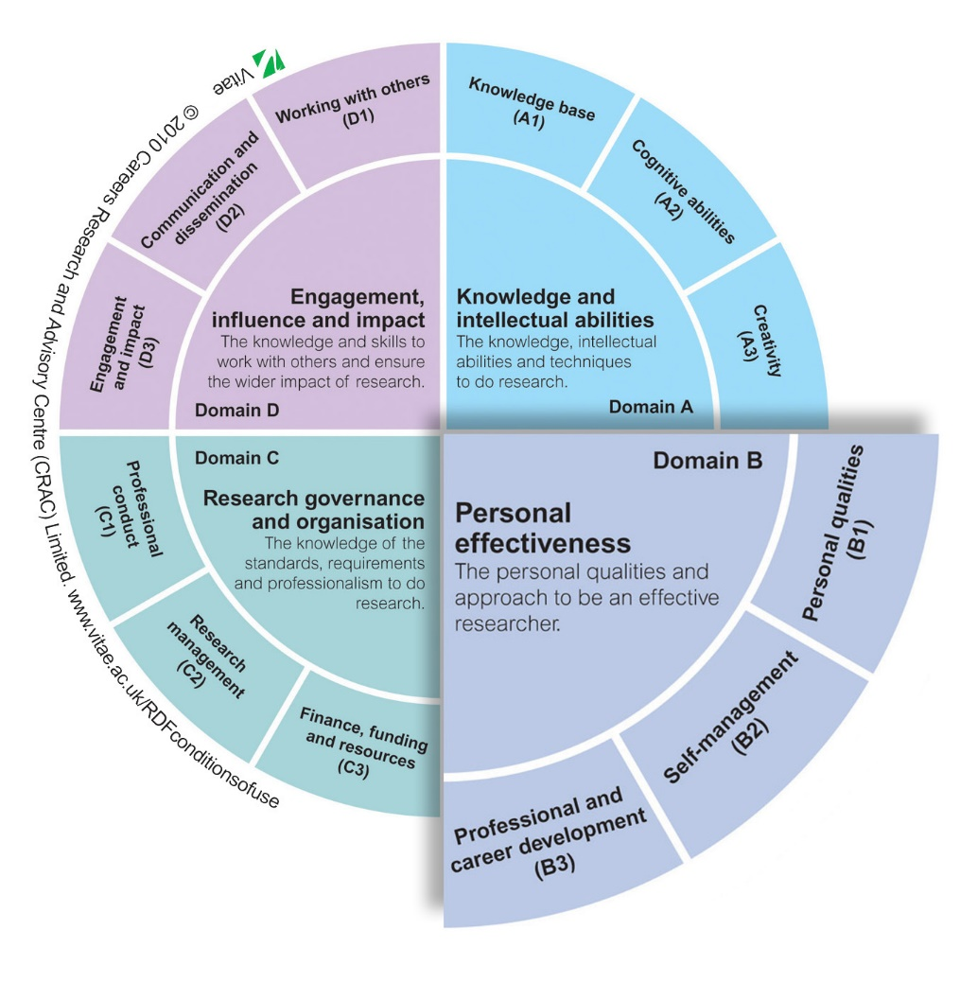 Vitae
© 2010 Careers Research and Advisory Centre (CRAC) Limited. www.vitae.ac.uk/RDFconditionsofuse
Working with others
(D1)
Communication and
dissemination
(D2)
Engagement
and impact
(D3)
Engagement,
influence and impact
The knowledge and skills to
work with others and ensure
the wider impact of research.
Domain D
Knowledge base
(A1)
Cognitive abilities
(A2)
Creativity
(A3)
Knowledge and
intellectual abilities
The knowledge, intellectual
abilities and techniques
to do research.
Domain A
Domain B
Personal
effectiveness
The personal qualities and
approach to be an effective
researcher.
Personal qualities
(B1)
Self-management
(B2)
Professional and
career development
(B3)
Domain C
Research governance
and organisation
The knowledge of the
standards, requirements
and professionalism to do
research.
Professional
conduct
(C1)
Research
management
(C2)
Finance, funding
and resources
(C3)